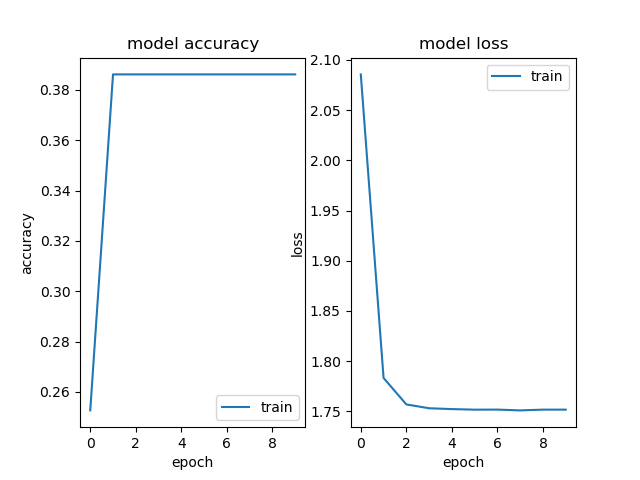 model accuracy
accuracy
0.38
0.36
0.34
0.32
0.30
0.28
0.26
0 2 4 6 8
epoch
train
model loss
loss
2.10
2.05
2.00
1.95
1.90
1.85
1.80
1.75
0 2 4 6 8
epoch
train